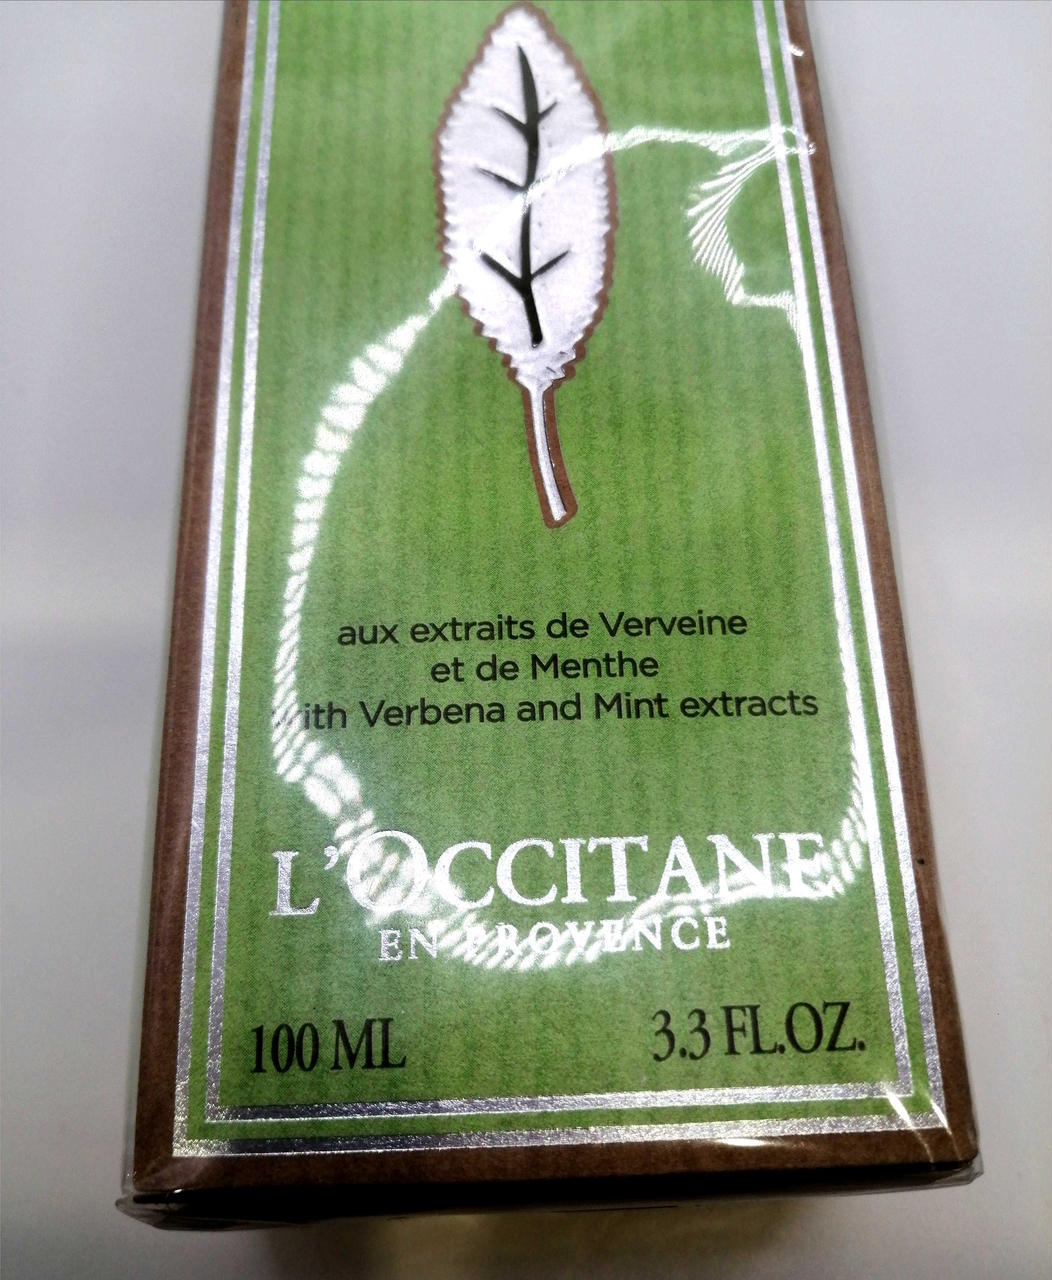 aux extraits de Verveine
et de Menthe
with Verbena and Mint extracts
L'OCCITANE
EN PROVENCE
100 ML 3.3 FL.OZ.